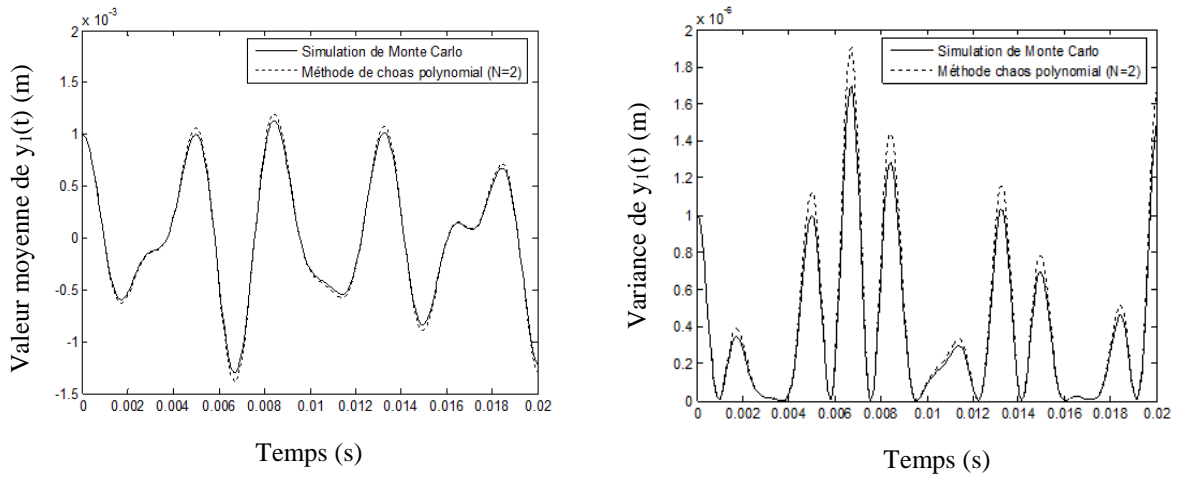 x 10⁻³
2
1.5
1
0.5
0
-0.5
-1
-1.5
Simulation de Monte Carlo
Méthode de choas polynomial (N=2)
0 0.002 0.004 0.006 0.008 0.01 0.012 0.014 0.016 0.018 0.02
Valeur moyenne de y₁(t) (m)
Temps (s)
x 10⁻⁶
2
1.8
1.6
1.4
1.2
1
0.8
0.6
0.4
0.2
0
Simulation de Monte Carlo
Méthode chaos polynomial (N=2)
0 0.002 0.004 0.006 0.008 0.01 0.012 0.014 0.016 0.018 0.02
Variance de y₁(t) (m)
Temps (s)